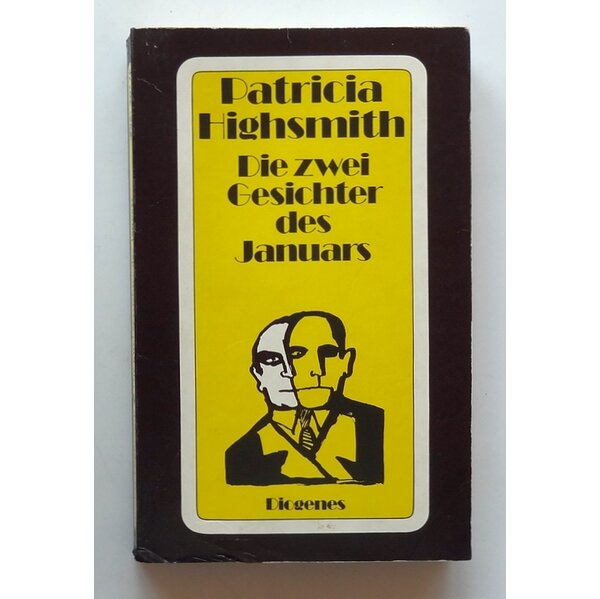 Patricia
Highsmith
Die zwei
Gesichter
des
Januars
Diogenes